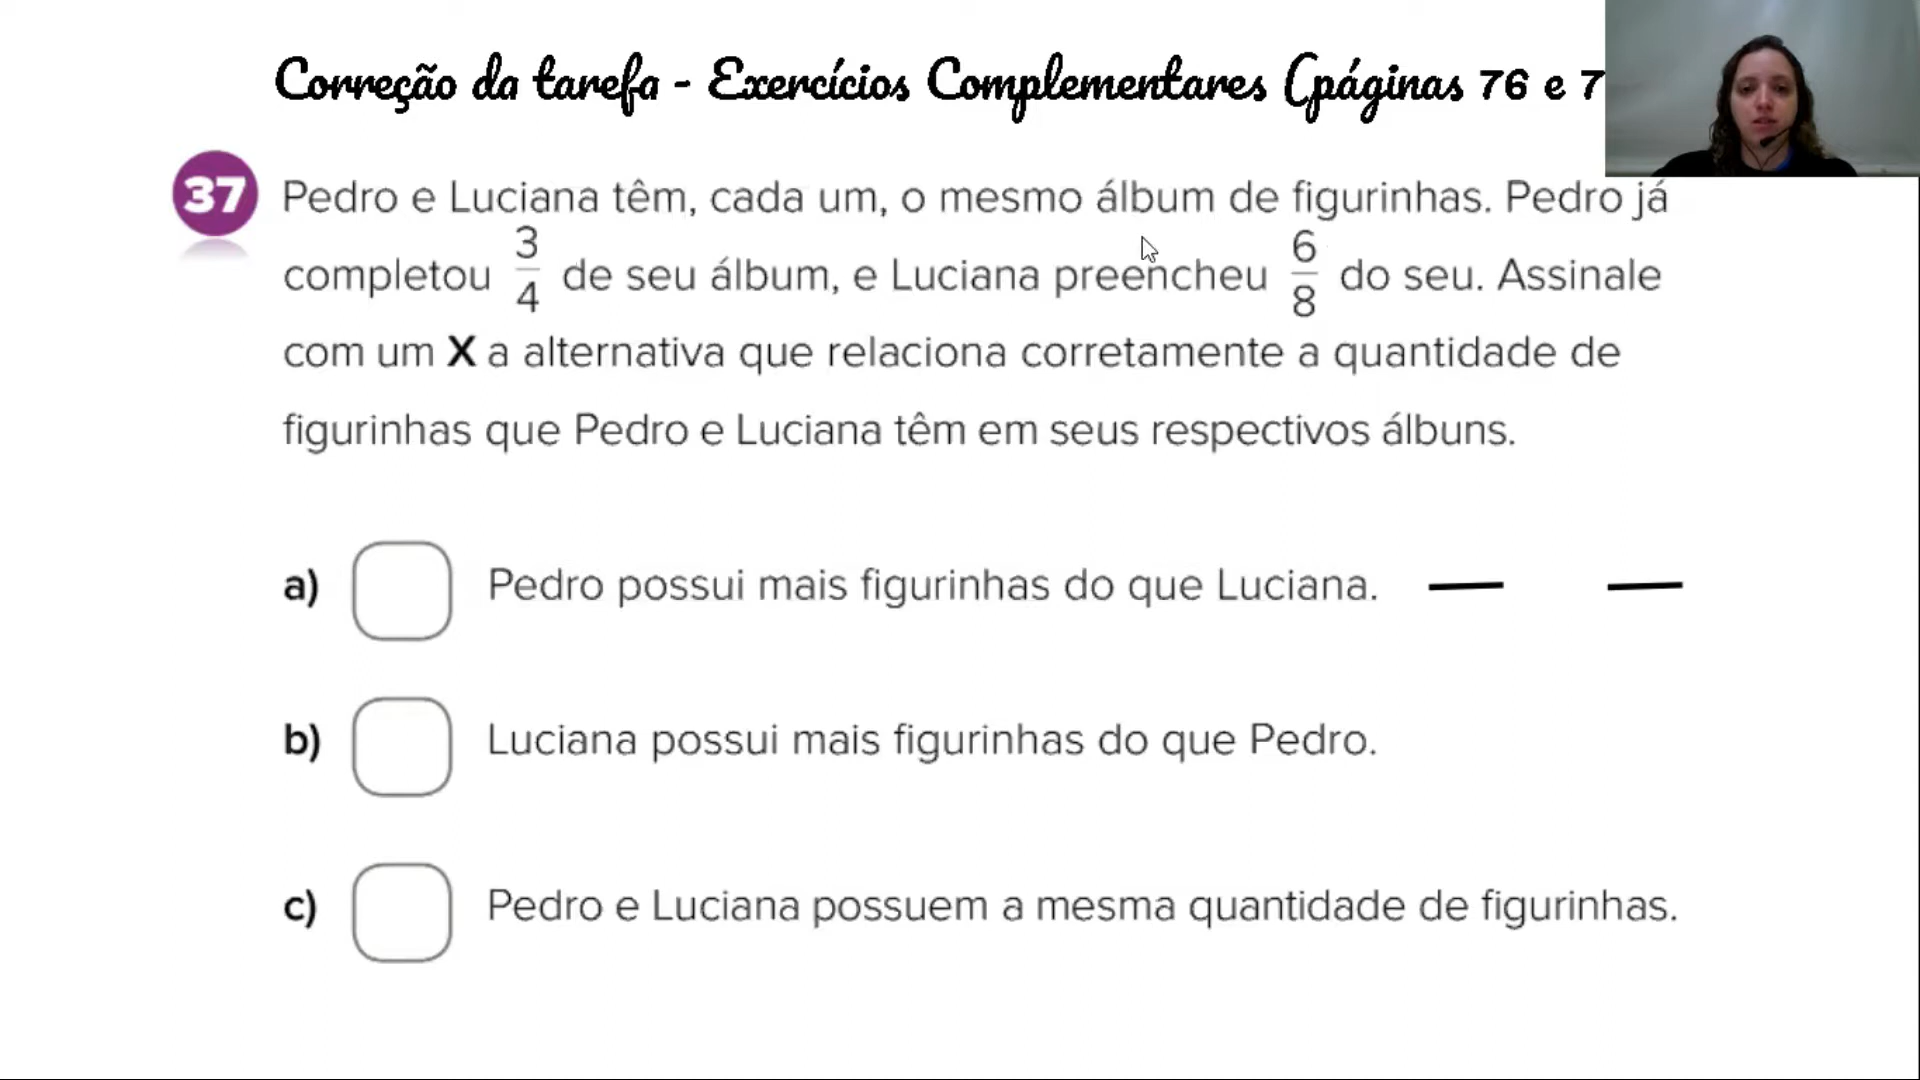 Correção da tarefa - Exercícios Complementares (páginas 76 e 7
37 Pedro e Luciana têm, cada um, o mesmo álbum de figurinhas. Pedro já
completou 3/4 de seu álbum, e Luciana preencheu 6/8 do seu. Assinale
com um X a alternativa que relaciona corretamente a quantidade de
figurinhas que Pedro e Luciana têm em seus respectivos álbuns.
a) Pedro possui mais figurinhas do que Luciana.
b) Luciana possui mais figurinhas do que Pedro.
c) Pedro e Luciana possuem a mesma quantidade de figurinhas.